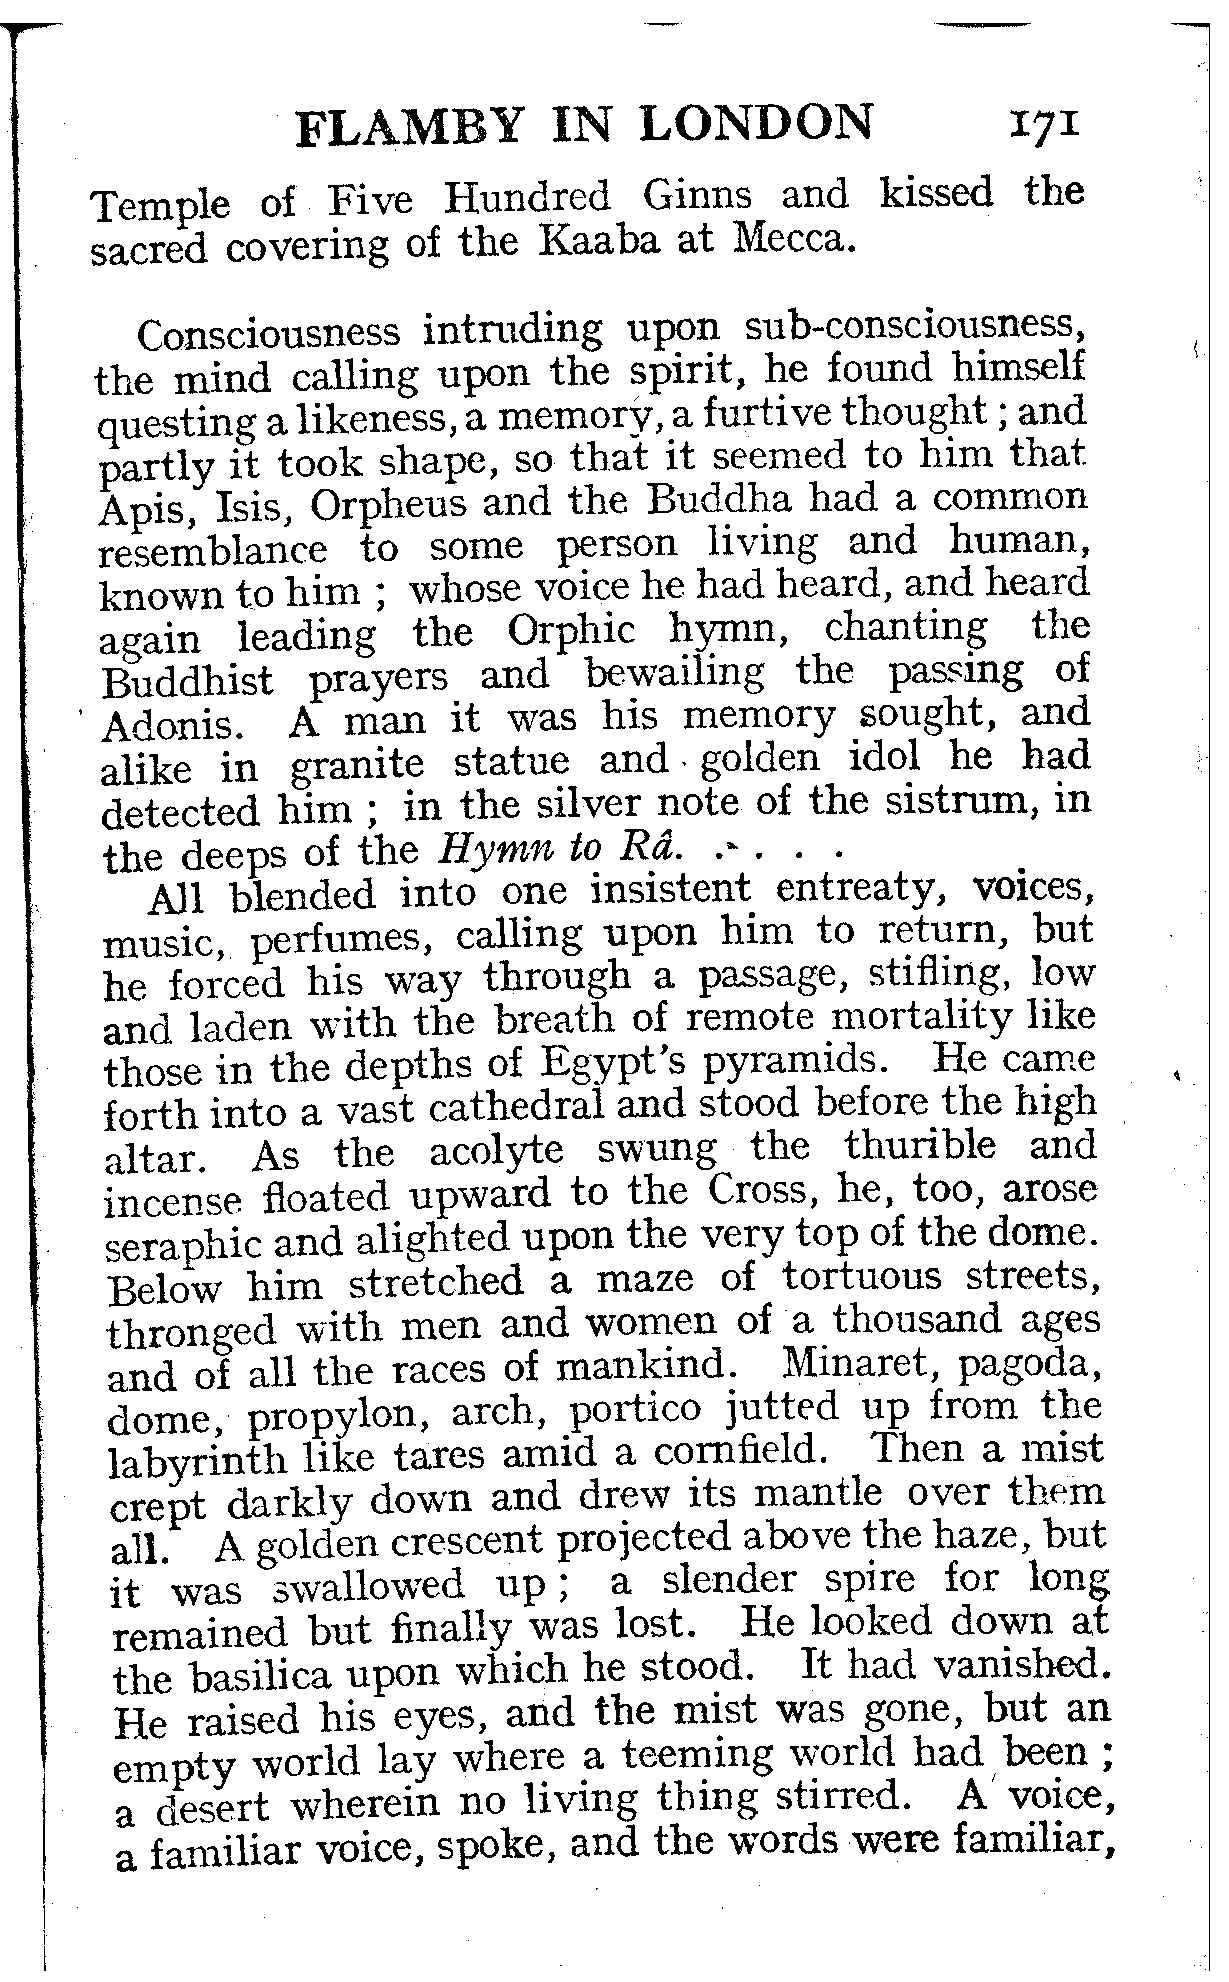 FLAMBY IN LONDON 171
Temple of Five Hundred Ginns and kissed the
sacred covering of the Kaaba at Mecca.
Consciousness intruding upon sub-consciousness,
the mind calling upon the spirit, he found himself
questing a likeness, a memory, a furtive thought ; and
partly it took shape, so that it seemed to him that
Apis, Isis, Orpheus and the Buddha had a common
resemblance to some person living and human,
known to him ; whose voice he had heard, and heard
again leading the Orphic hymn, chanting the
Buddhist prayers and bewailing the passing of
Adonis. A man it was his memory sought, and
alike in granite statue and golden idol he had
detected him ; in the silver note of the sistrum, in
the deeps of the Hymn to Râ. . . . .
All blended into one insistent entreaty, voices,
music, perfumes, calling upon him to return, but
he forced his way through a passage, stifling, low
and laden with the breath of remote mortality like
those in the depths of Egypt's pyramids. He came
forth into a vast cathedral and stood before the high
altar. As the acolyte swung the thurible and
incense floated upward to the Cross, he, too, arose
seraphic and alighted upon the very top of the dome.
Below him stretched a maze of tortuous streets,
thronged with men and women of a thousand ages
and of all the races of mankind. Minaret, pagoda,
dome, propylon, arch, portico jutted up from the
labyrinth like tares amid a cornfield. Then a mist
crept darkly down and drew its mantle over them
all. A golden crescent projected above the haze, but
it was swallowed up ; a slender spire for long
remained but finally was lost. He looked down at
the basilica upon which he stood. It had vanished.
He raised his eyes, and the mist was gone, but an
empty world lay where a teeming world had been ;
a desert wherein no living thing stirred. A voice,
a familiar voice, spoke, and the words were familiar,